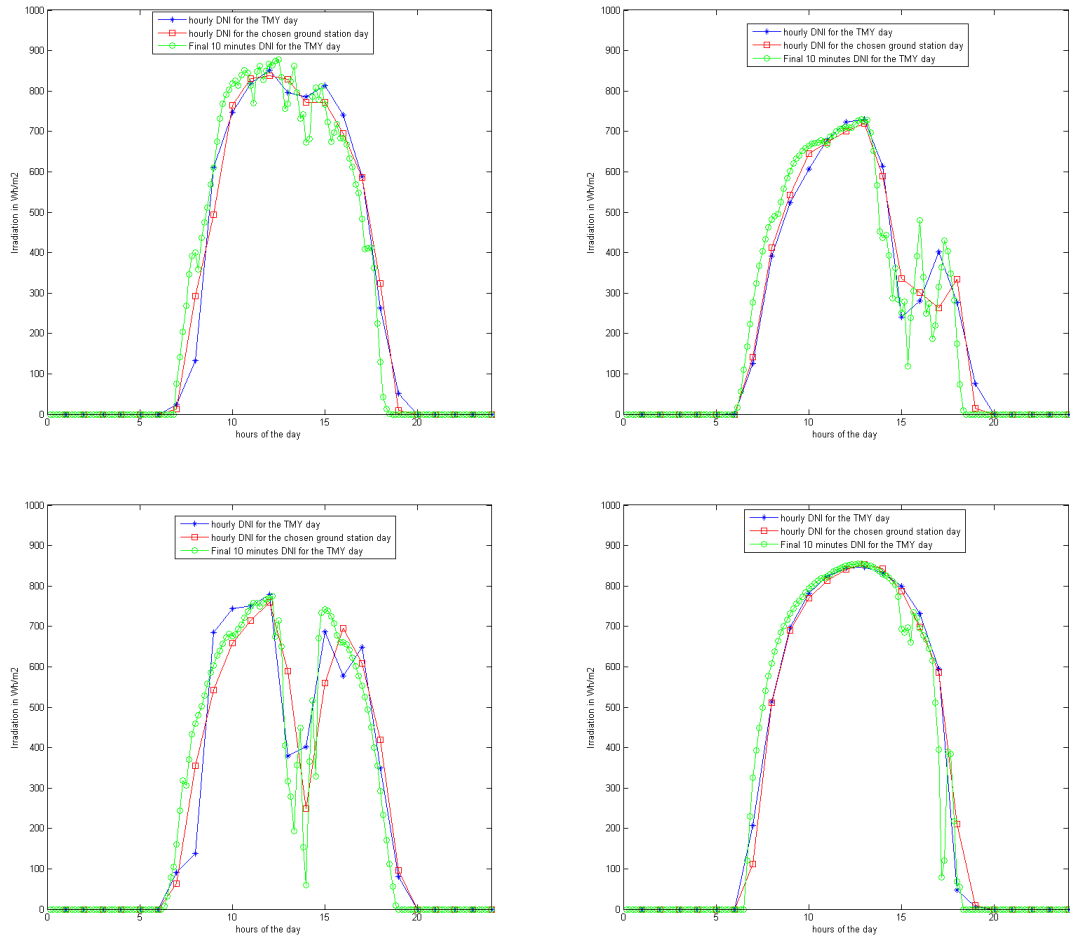 hourly DNI for the TMY day
hourly DNI for the chosen ground station day
Final 10 minutes DNI for the TMY day
1000
900
800
700
600
500
400
300
200
100
0
Irradiation in Wh/m2
0 5 10 15 20
hours of the day
hourly DNI for the TMY day
hourly DNI for the chosen ground station day
Final 10 minutes DNI for the TMY day
1000
900
800
700
600
500
400
300
200
100
0
Irradiation in Wh/m2
0 5 10 15 20
hours of the day
hourly DNI for the TMY day
hourly DNI for the chosen ground station day
Final 10 minutes DNI for the TMY day
1000
900
800
700
600
500
400
300
200
100
0
Irradiation in Wh/m2
0 5 10 15 20
hours of the day
hourly DNI for the TMY day
hourly DNI for the chosen ground station day
Final 10 minutes DNI for the TMY day
1000
900
800
700
600
500
400
300
200
100
0
Irradiation in Wh/m2
0 5 10 15 20
hours of the day